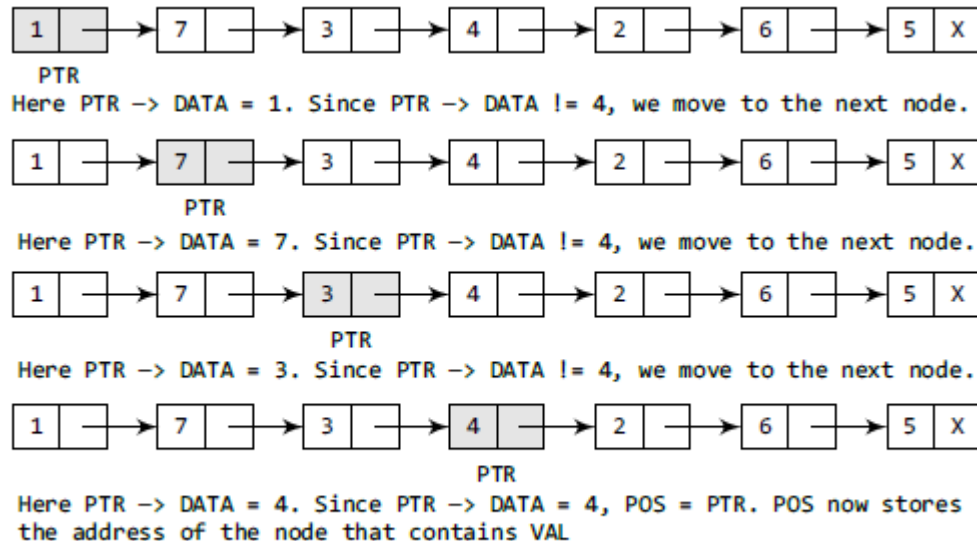 1 7 3 4 2 6 5 X
PTR
Here PTR —> DATA = 1. Since PTR —> DATA != 4, we move to the next node.
1 7 3 4 2 6 5 X
PTR
Here PTR —> DATA = 7. Since PTR —> DATA != 4, we move to the next node.
1 7 3 4 2 6 5 X
PTR
Here PTR —> DATA = 3. Since PTR —> DATA != 4, we move to the next node.
1 7 3 4 2 6 5 X
PTR
Here PTR —> DATA = 4. Since PTR —> DATA = 4, POS = PTR. POS now stores
the address of the node that contains VAL